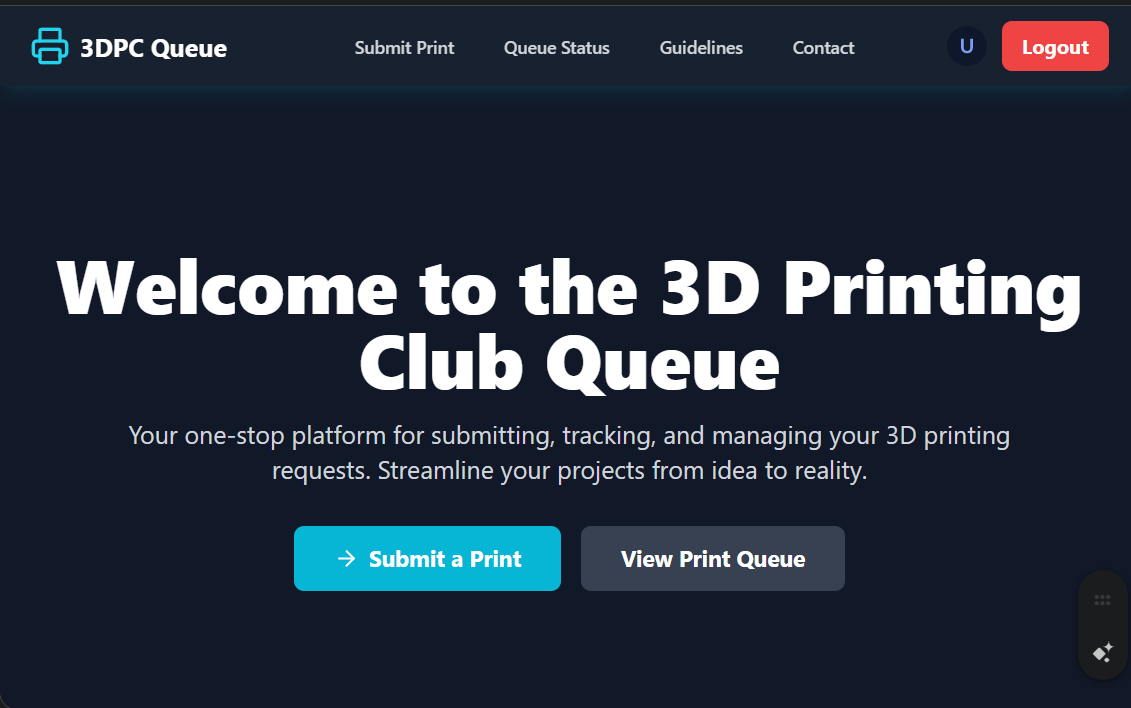 3DPC Queue
Submit Print
Queue Status
Guidelines
Contact
U
Logout
Welcome to the 3D Printing
Club Queue
Your one-stop platform for submitting, tracking, and managing your 3D printing
requests. Streamline your projects from idea to reality.
Submit a Print
View Print Queue